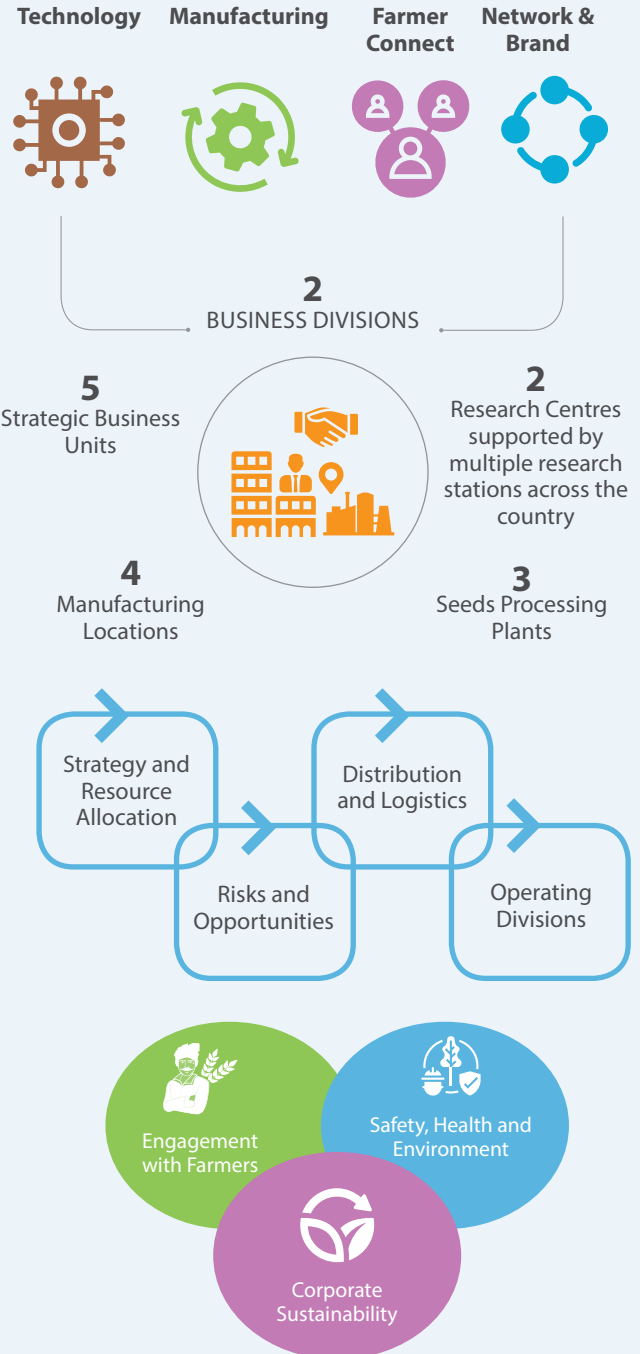 Technology
Manufacturing
Farmer
Connect
Network &
Brand
2
BUSINESS DIVISIONS
5
Strategic Business
Units
2
Research Centres
supported by
multiple research
stations across the
country
4
Manufacturing
Locations
3
Seeds Processing
Plants
Strategy and
Resource
Allocation
Risks and
Opportunities
Distribution
and Logistics
Operating
Divisions
Engagement
with Farmers
Safety, Health and
Environment
Corporate
Sustainability